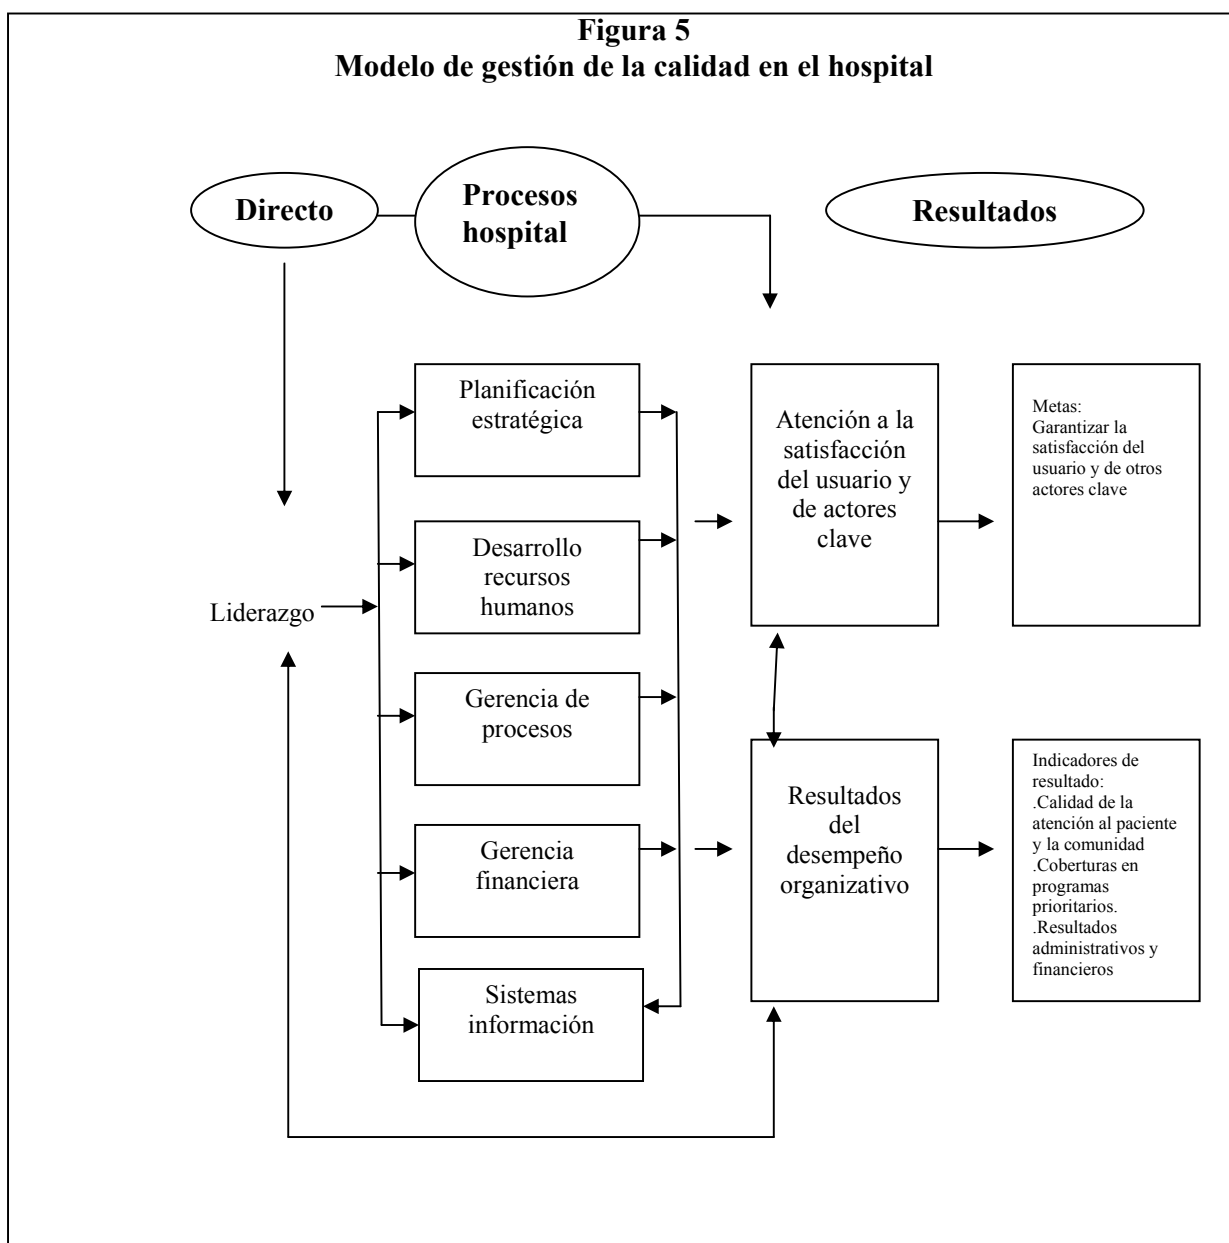 Figura 5
Modelo de gestión de la calidad en el hospital
Directo
Procesos
hospital
Resultados
Planificación
estratégica
Desarrollo
recursos
humanos
Liderazgo
Gerencia de
procesos
Gerencia
financiera
Sistemas
información
Atención a la
satisfacción
del usuario y
de actores
clave
Resultados
del
desempeño
organizativo
Metas:
Garantizar la
satisfacción del
usuario y de otros
actores clave
Indicadores de
resultado:
.Calidad de la
atención al paciente
y la comunidad
.Coberturas en
programas
prioritarios.
.Resultados
administrativos y
financieros